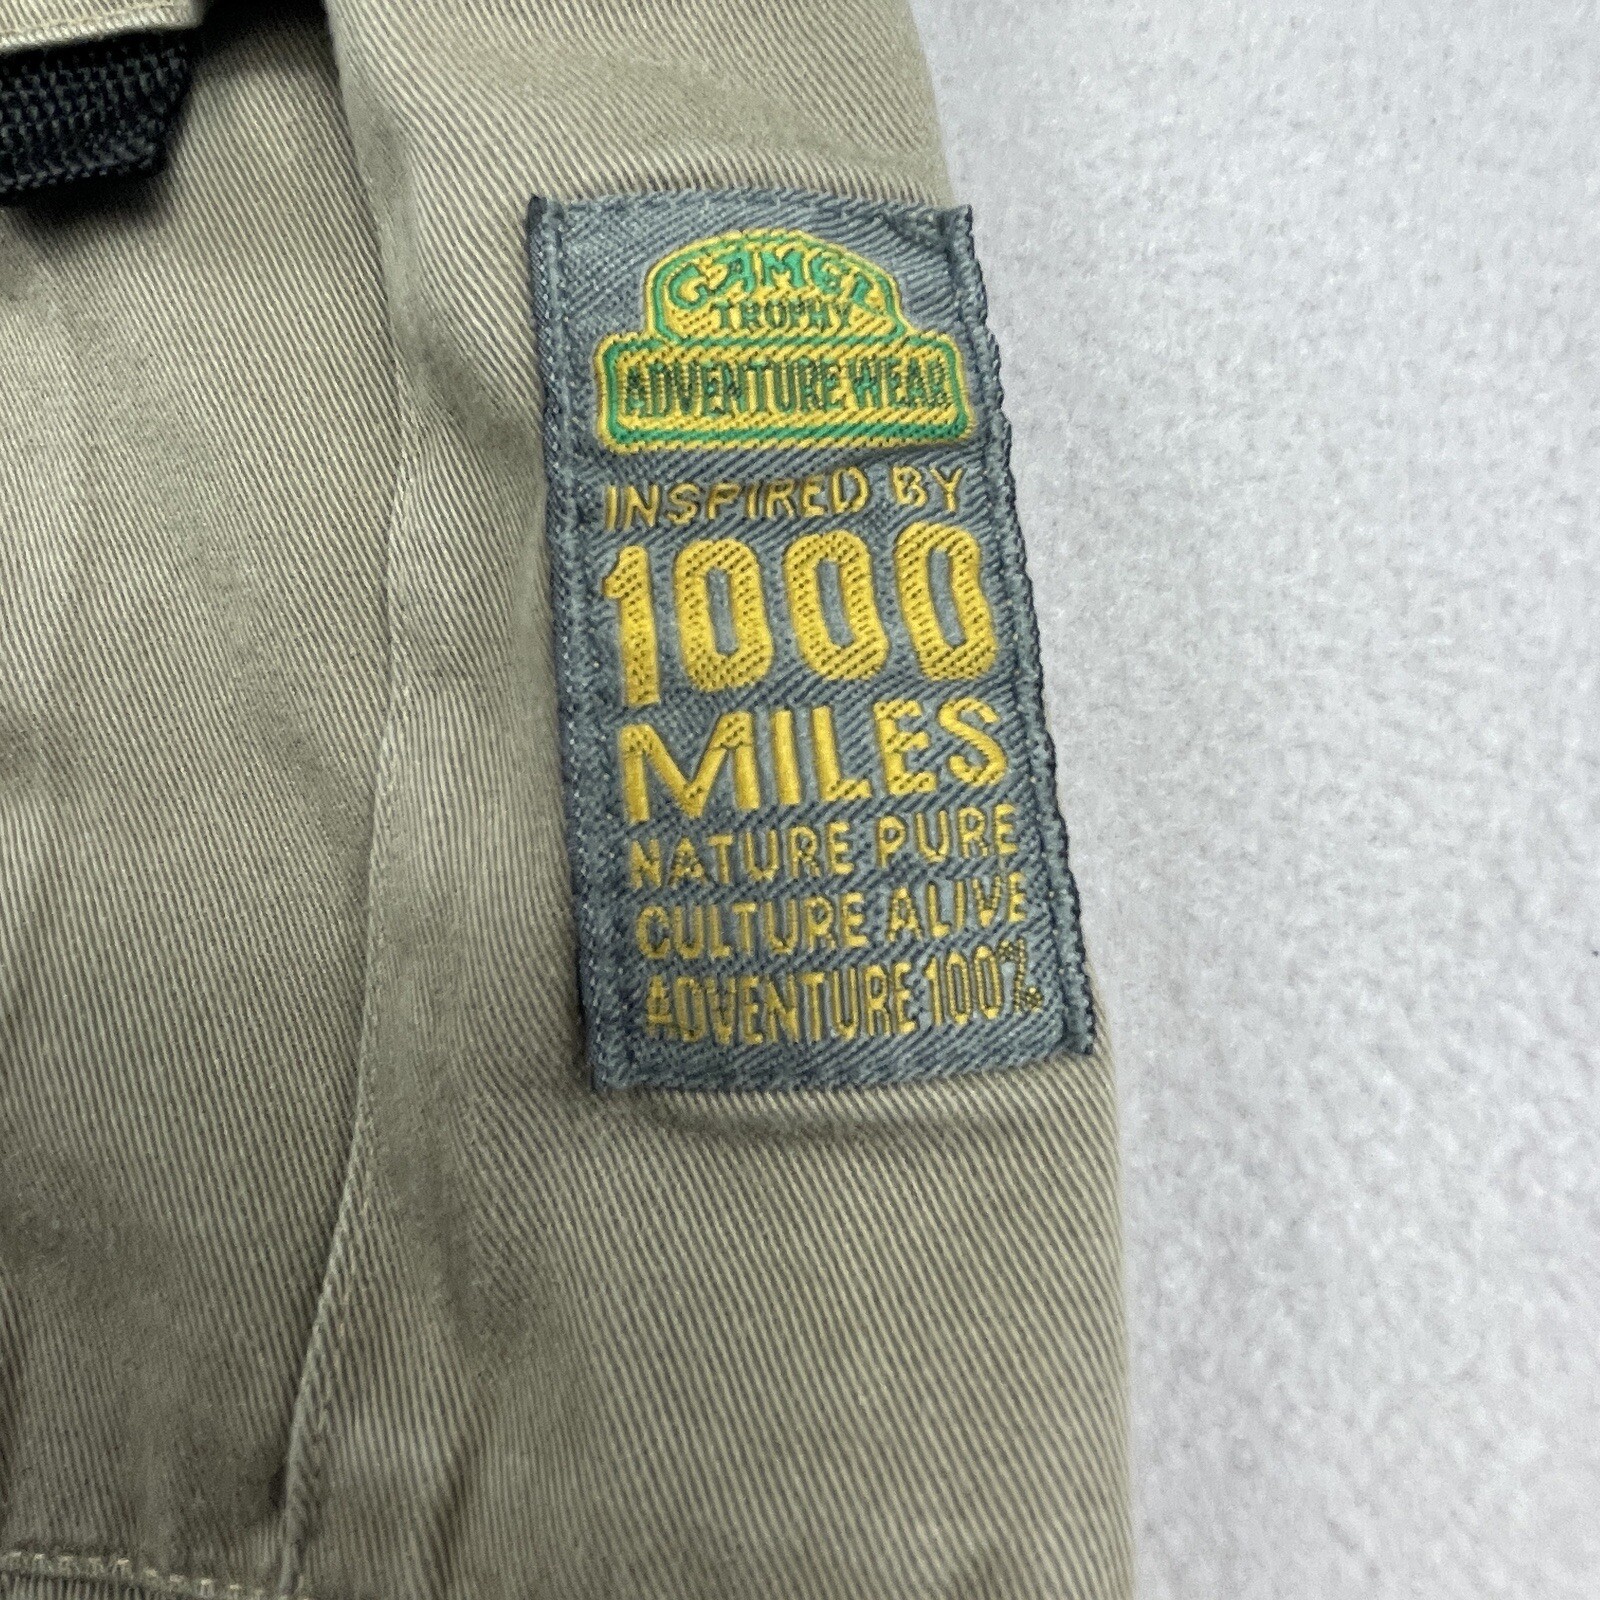 CAMEL
TROPHY
ADVENTURE WEAR
INSPIRED BY
1000
MILES
NATURE PURE
CULTURE ALIVE
ADVENTURE 100%